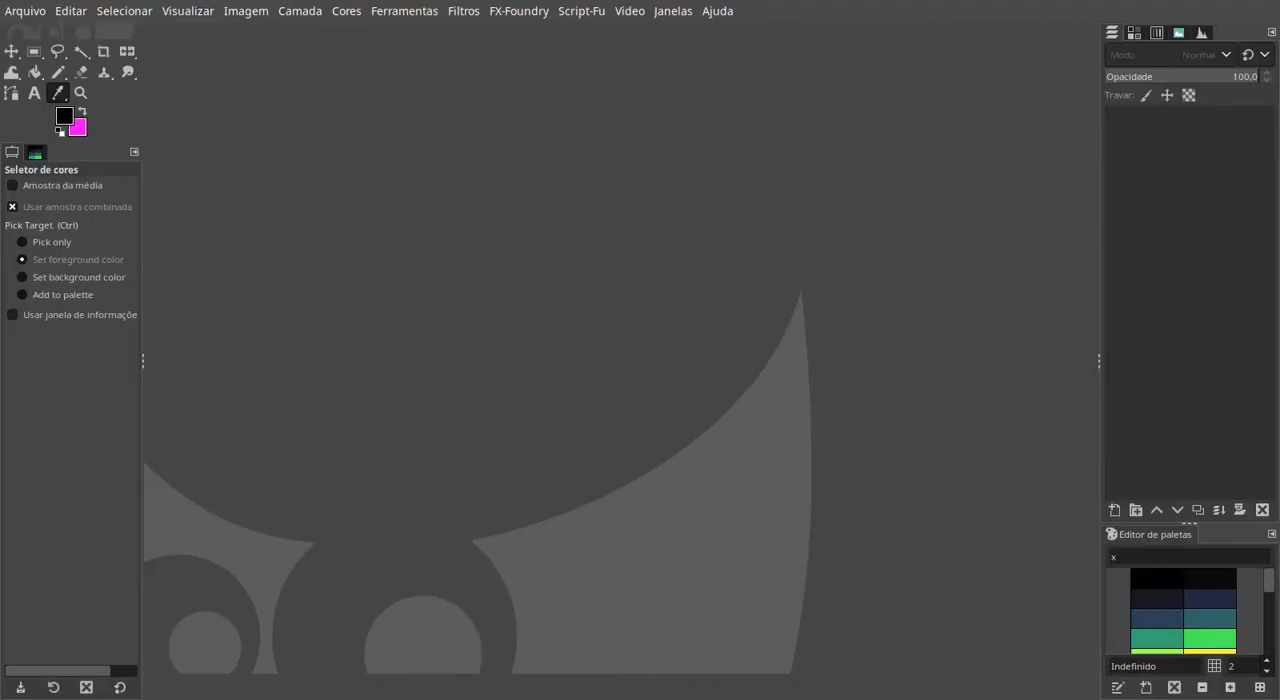 Arquivo Editar Selecionar Visualizar Imagem Camada Cores Ferramentas Filtros FX-Foundry Script-Fu Video Janelas Ajuda
Modo Normal
Opacidade 100,0
Travar:
Seletor de cores
Amostra da média
Usar amostra combinada
Pick Target (Ctrl)
Pick only
Set foreground color
Set background color
Add to palette
Usar janela de informaçõe
Editor de paletas
x
Indefinido 2